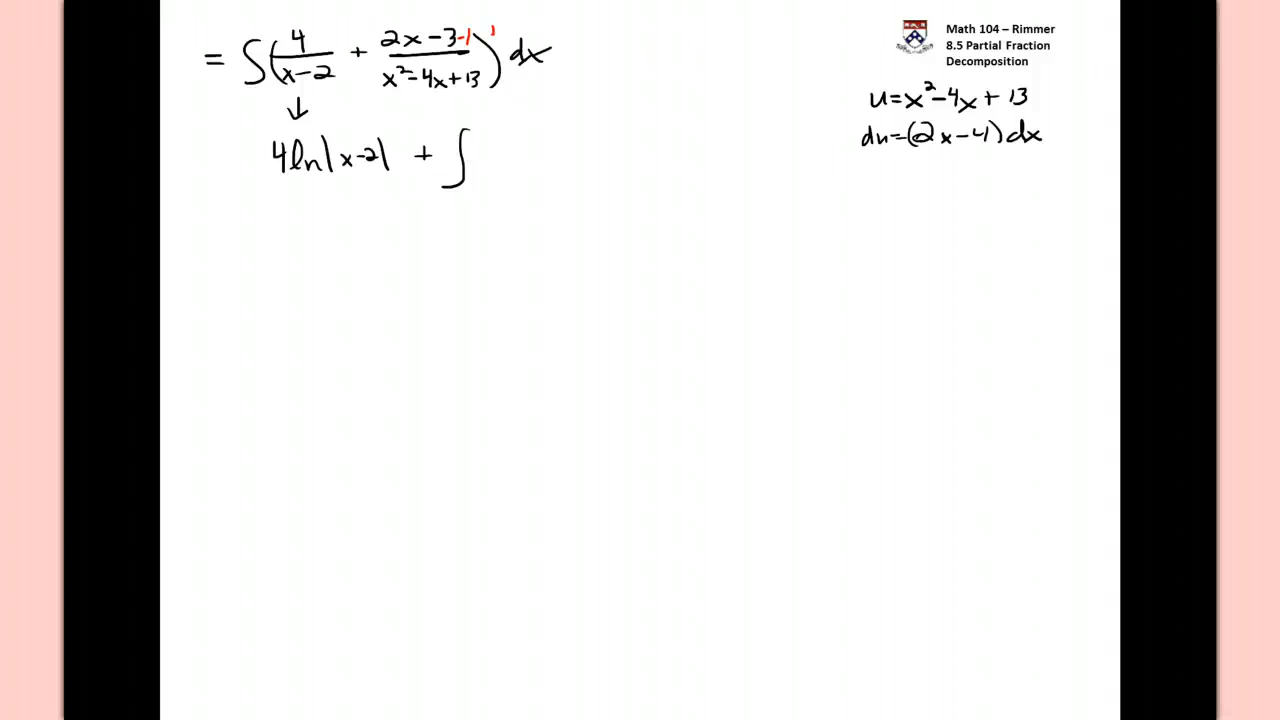 = ∫(4/(x-2) + (2x-3-1)/(x²-4x+13)) dx
Math 104 – Rimmer
8.5 Partial Fraction
Decomposition
u=x²-4x+13
du=(2x-4)dx
↓
4ln|x-2| + ∫